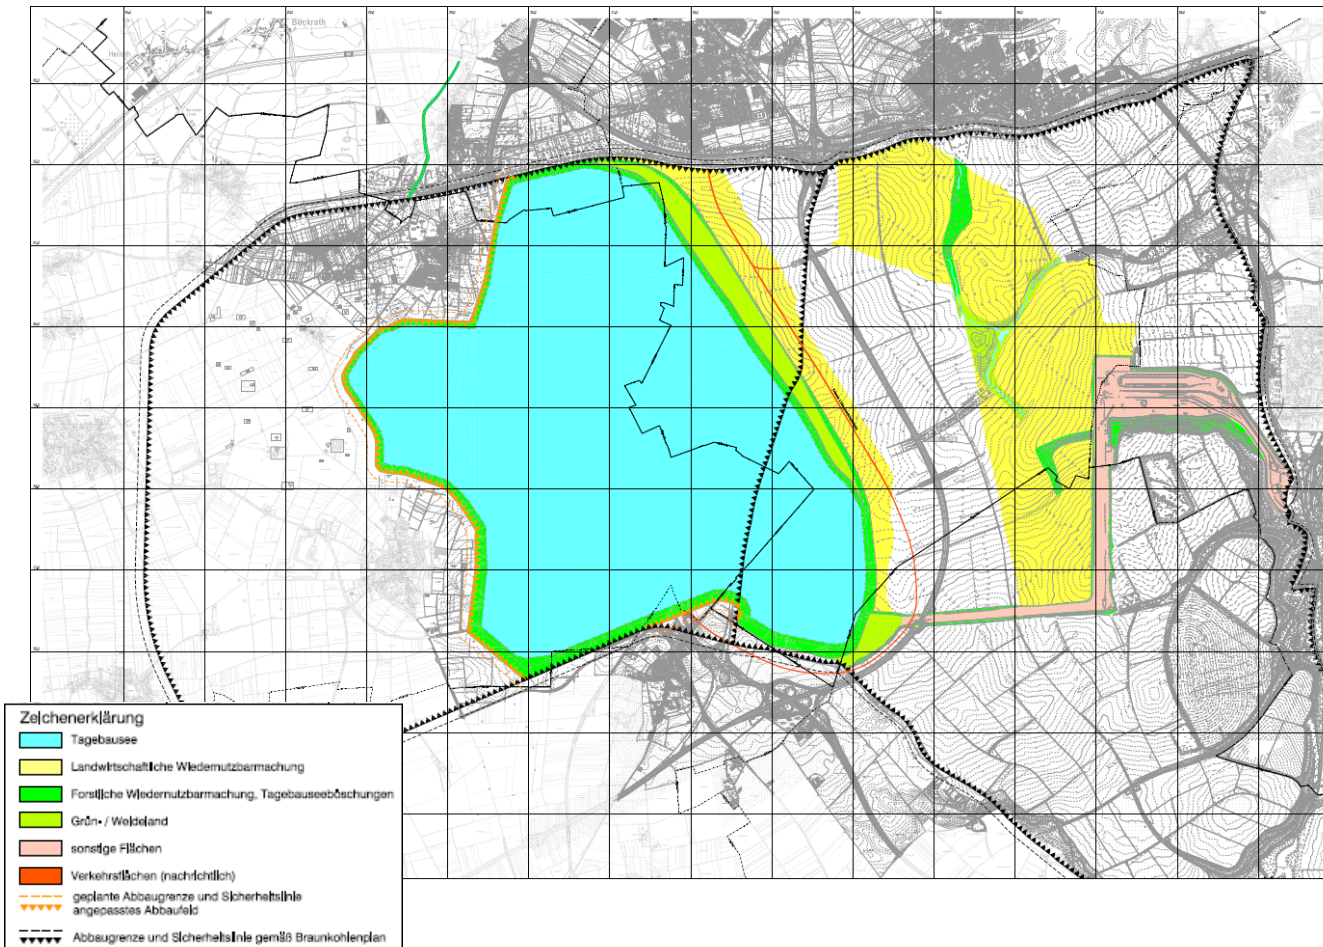 Beckrath
Zeichenerklärung
Tagebausee
Landwirtschaftliche Wiedernutzbarmachung
Forstliche Wiedernutzbarmachung, Tagebauseeböschungen
Grün- / Weideland
sonstige Flächen
Verkehrsflächen (nachrichtlich)
geplante Abbaugrenze und Sicherheitslinie
angepasstes Abbaufeld
Abbaugrenze und Sicherheitslinie gemäß Braunkohlenplan